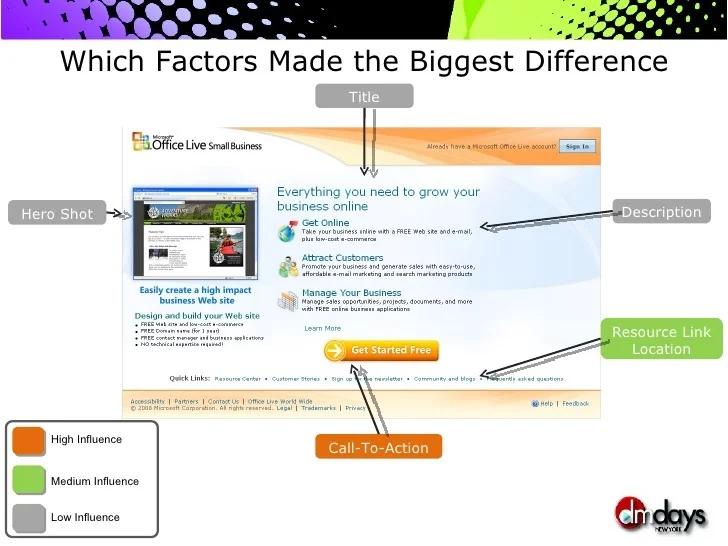 Which Factors Made the Biggest Difference
Title
Microsoft®
Office Live Small Business
Already have a Microsoft Office Live account?
Sign In
Hero Shot
ADVENTURE
WORKS
Easily create a high impact
business Web site
Design and build your Web site
• FREE Web site and low-cost e-commerce
• FREE Domain name (for 1 year)
• FREE contact manager and business applications
• NO technical expertise required!
Everything you need to grow your
business online
Get Online
Take your business online with a FREE Web site and e-mail,
plus low-cost e-commerce
Attract Customers
Promote your business and generate sales with easy-to-use,
affordable e-mail marketing and search marketing products
Manage Your Business
Manage sales opportunities, projects, documents, and more
with FREE online business applications
Learn More
Get Started Free
Description
Resource Link
Location
Quick Links: Resource Center • Customer Stories • Sign up for the newsletter • Community and blogs • Frequently asked questions
Accessibility | Partners | Contact Us | Office Live World Wide
© 2008 Microsoft Corporation. All rights reserved. Legal | Trademarks | Privacy
Help | Feedback
Call-To-Action
High Influence
Medium Influence
Low Influence
dmdays
NEW YORK